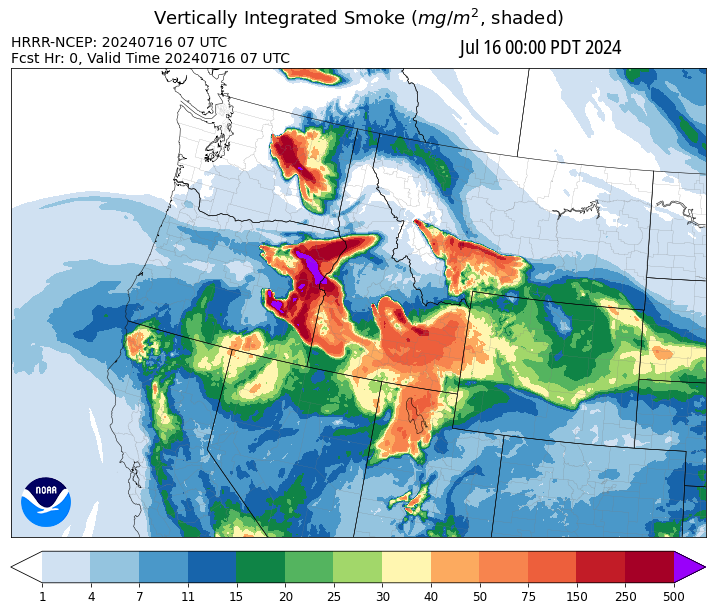 Vertically Integrated Smoke (mg/m², shaded)
HRRR-NCEP: 20240716 07 UTC
Jul 16 00:00 PDT 2024
Fcst Hr: 0, Valid Time 20240716 07 UTC
NOAA
1 4 7 11 15 20 25 30 40 50 75 150 250 500